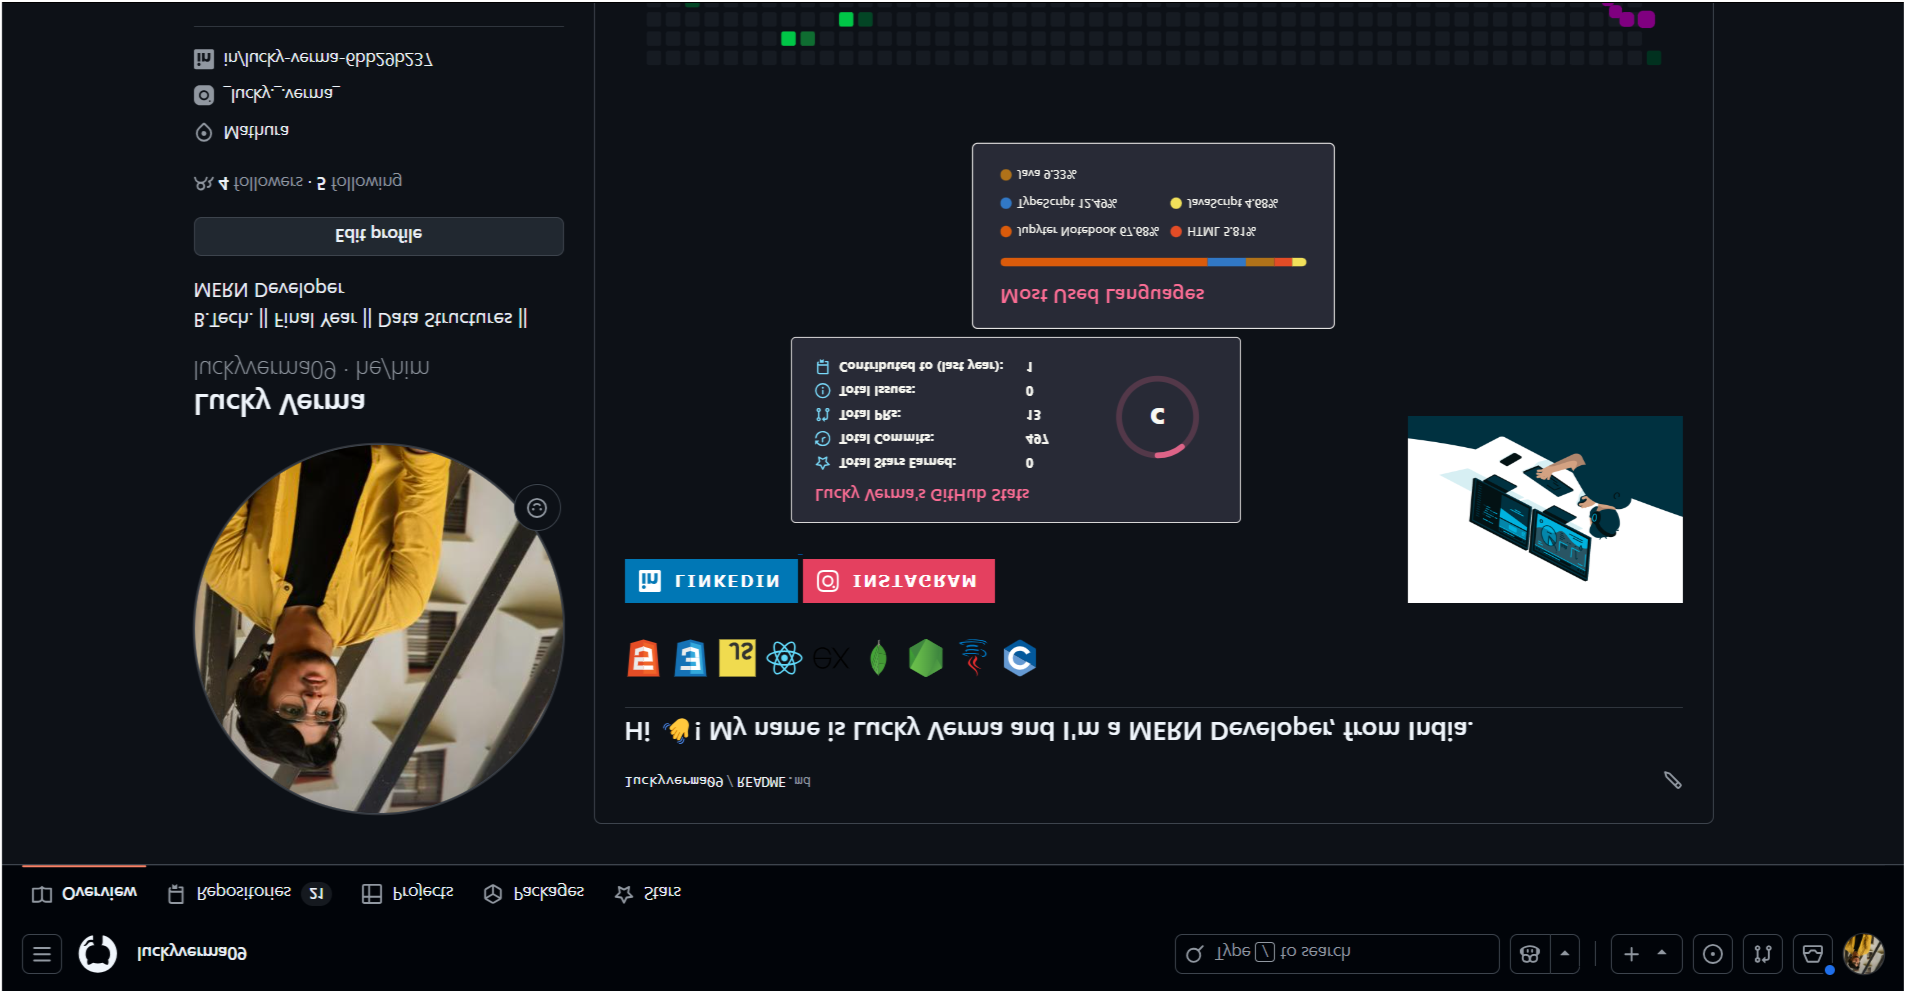 luckyverma09
Type / to search
Overview
Repositories 21
Projects
Packages
Stars
Lucky Verma
luckyverma09 · he/him
B.Tech. || Final Year || Data Structures ||
MERN Developer
Edit profile
4 followers · 5 following
Mathura
_lucky._.verma_
in/lucky-verma-6bb29b237
luckyverma09 / README.md
Hi 👋! My name is Lucky Verma and I'm a MERN Developer, from India.
JS
ex
C
LINKEDIN
INSTAGRAM
Lucky Verma's GitHub Stats
Total Stars Earned: 0
Total Commits: 497
Total PRs: 13
Total Issues: 0
Contributed to (last year): 1
C
Most Used Languages
Jupyter Notebook 67.68%
HTML 5.81%
TypeScript 12.49%
JavaScript 4.68%
Java 9.33%